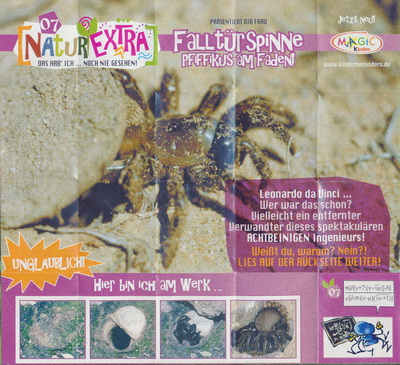 07
NATUR EXTRA
DAS HAB' ICH ... NOCH NIE GESEHEN!
PRÄSENTIERT DIR FRAU
FALLTÜRSPINNE
PFIFFIKUS AM FADEN!
Jetzt Neu!
MAGIC
Kinder
www.kindermerendero.de
Leonardo da Vinci ...
Wer war das schon?
Vielleicht ein entfernter
Verwandter dieses spektakulären
ACHTBEINIGEN Ingenieurs!
Weißt du, warum? Nein?!
LIES AUF DER RÜCKSEITE WEITER!
UNGLAUBLICH!
Hier bin ich am Werk ...
07